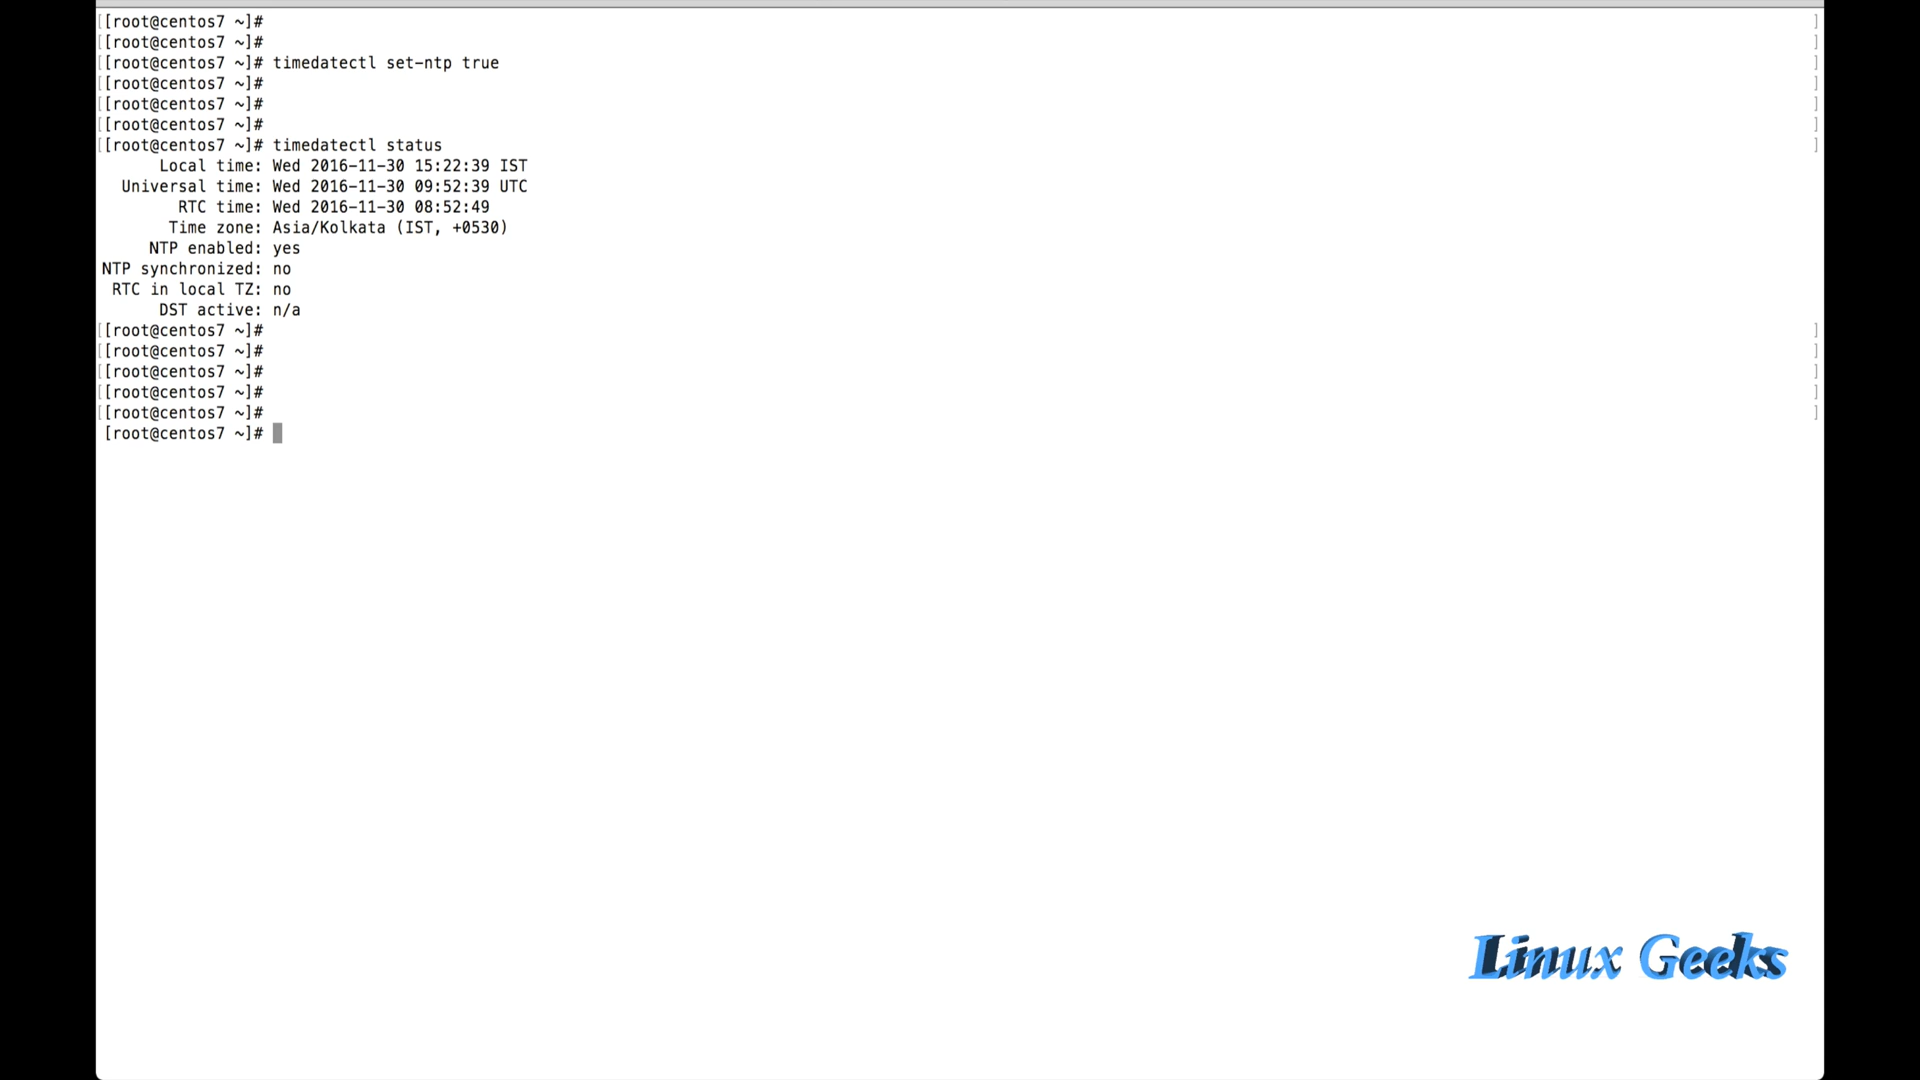 [[root@centos7 ~]# ]
[[root@centos7 ~]# ]
[[root@centos7 ~]# timedatectl set-ntp true ]
[[root@centos7 ~]# ]
[[root@centos7 ~]# ]
[[root@centos7 ~]# ]
[[root@centos7 ~]# timedatectl status ]
Local time: Wed 2016-11-30 15:22:39 IST
Universal time: Wed 2016-11-30 09:52:39 UTC
RTC time: Wed 2016-11-30 08:52:49
Time zone: Asia/Kolkata (IST, +0530)
NTP enabled: yes
NTP synchronized: no
RTC in local TZ: no
DST active: n/a
[[root@centos7 ~]# ]
[[root@centos7 ~]# ]
[[root@centos7 ~]# ]
[[root@centos7 ~]# ]
[[root@centos7 ~]# ]
[root@centos7 ~]#
Linux Geeks